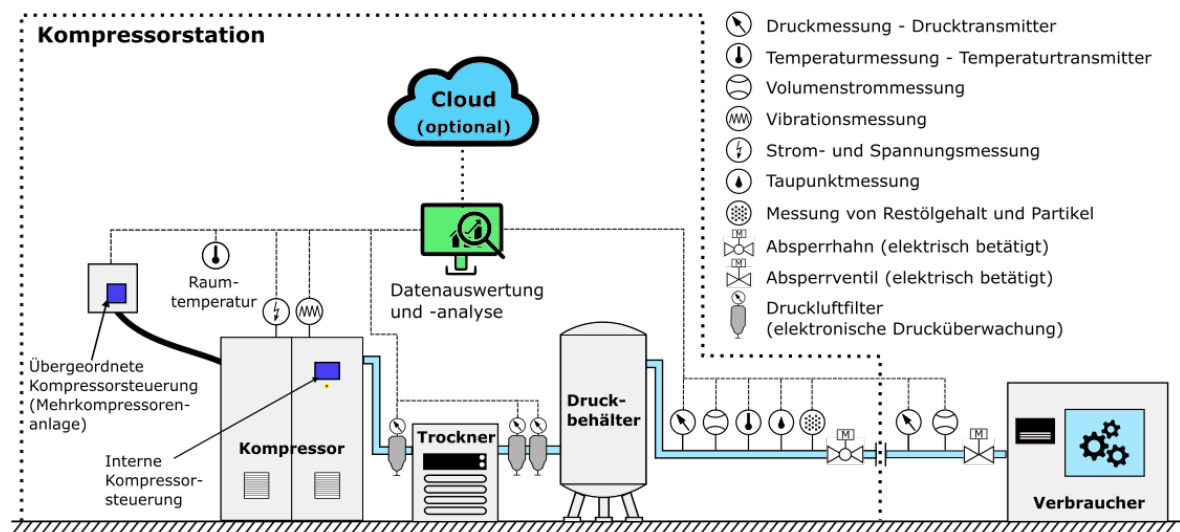 Kompressorstation
Cloud
(optional)
Druckmessung - Drucktransmitter
Temperaturmessung - Temperaturtransmitter
Volumenstrommessung
Vibrationsmessung
Strom- und Spannungsmessung
Taupunktmessung
Messung von Restölgehalt und Partikel
M
Absperrhahn (elektrisch betätigt)
M
Absperrventil (elektrisch betätigt)
Druckluftfilter
(elektronische Drucküberwachung)
Raum-
temperatur
Datenauswertung
und -analyse
Übergeordnete
Kompressorsteuerung
(Mehrkompressoren-
anlage)
Interne
Kompressor-
steuerung
Kompressor
Trockner
Druck-
behälter
M
M
Verbraucher